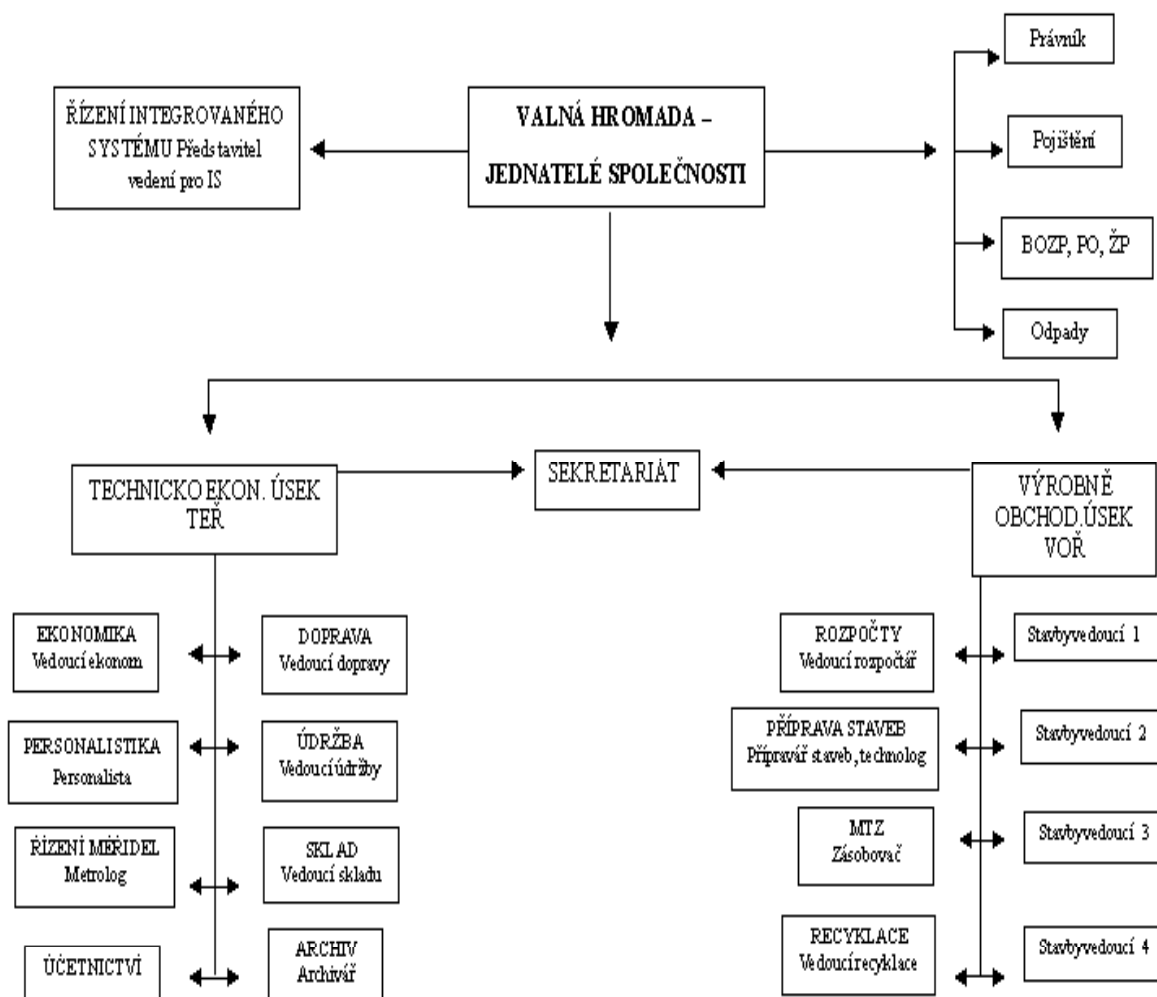 Právník
ŘÍZENÍ INTEGROVANÉHO
SYSTÉMU Představitel
vedení pro IS
VALNÁ HROMADA –
JEDNATELÉ SPOLEČNOSTI
Pojištění
BOZP, PO, ŽP
Odpady
TECHNICKO EKON. ÚSEK
TEŘ
SEKRETARIÁT
VÝROBNĚ
OBCHOD.ÚSEK
VOŘ
EKONOMIKA
Vedoucí ekonom
DOPRAVA
Vedoucí dopravy
ROZPOČTY
Vedoucí rozpočtář
Stavbyvedoucí 1
PERSONALISTIKA
Personalista
ÚDRŽBA
Vedoucí údržby
PŘÍPRAVA STAVEB
Přípravář staveb, technolog
Stavbyvedoucí 2
ŘÍZENÍ MĚŘIDEL
Metrolog
SKLAD
Vedoucí skladu
MTZ
Zásobovač
Stavbyvedoucí 3
ÚČETNICTVÍ
ARCHIV
Archivář
RECYKLACE
Vedoucí recyklace
Stavbyvedoucí 4